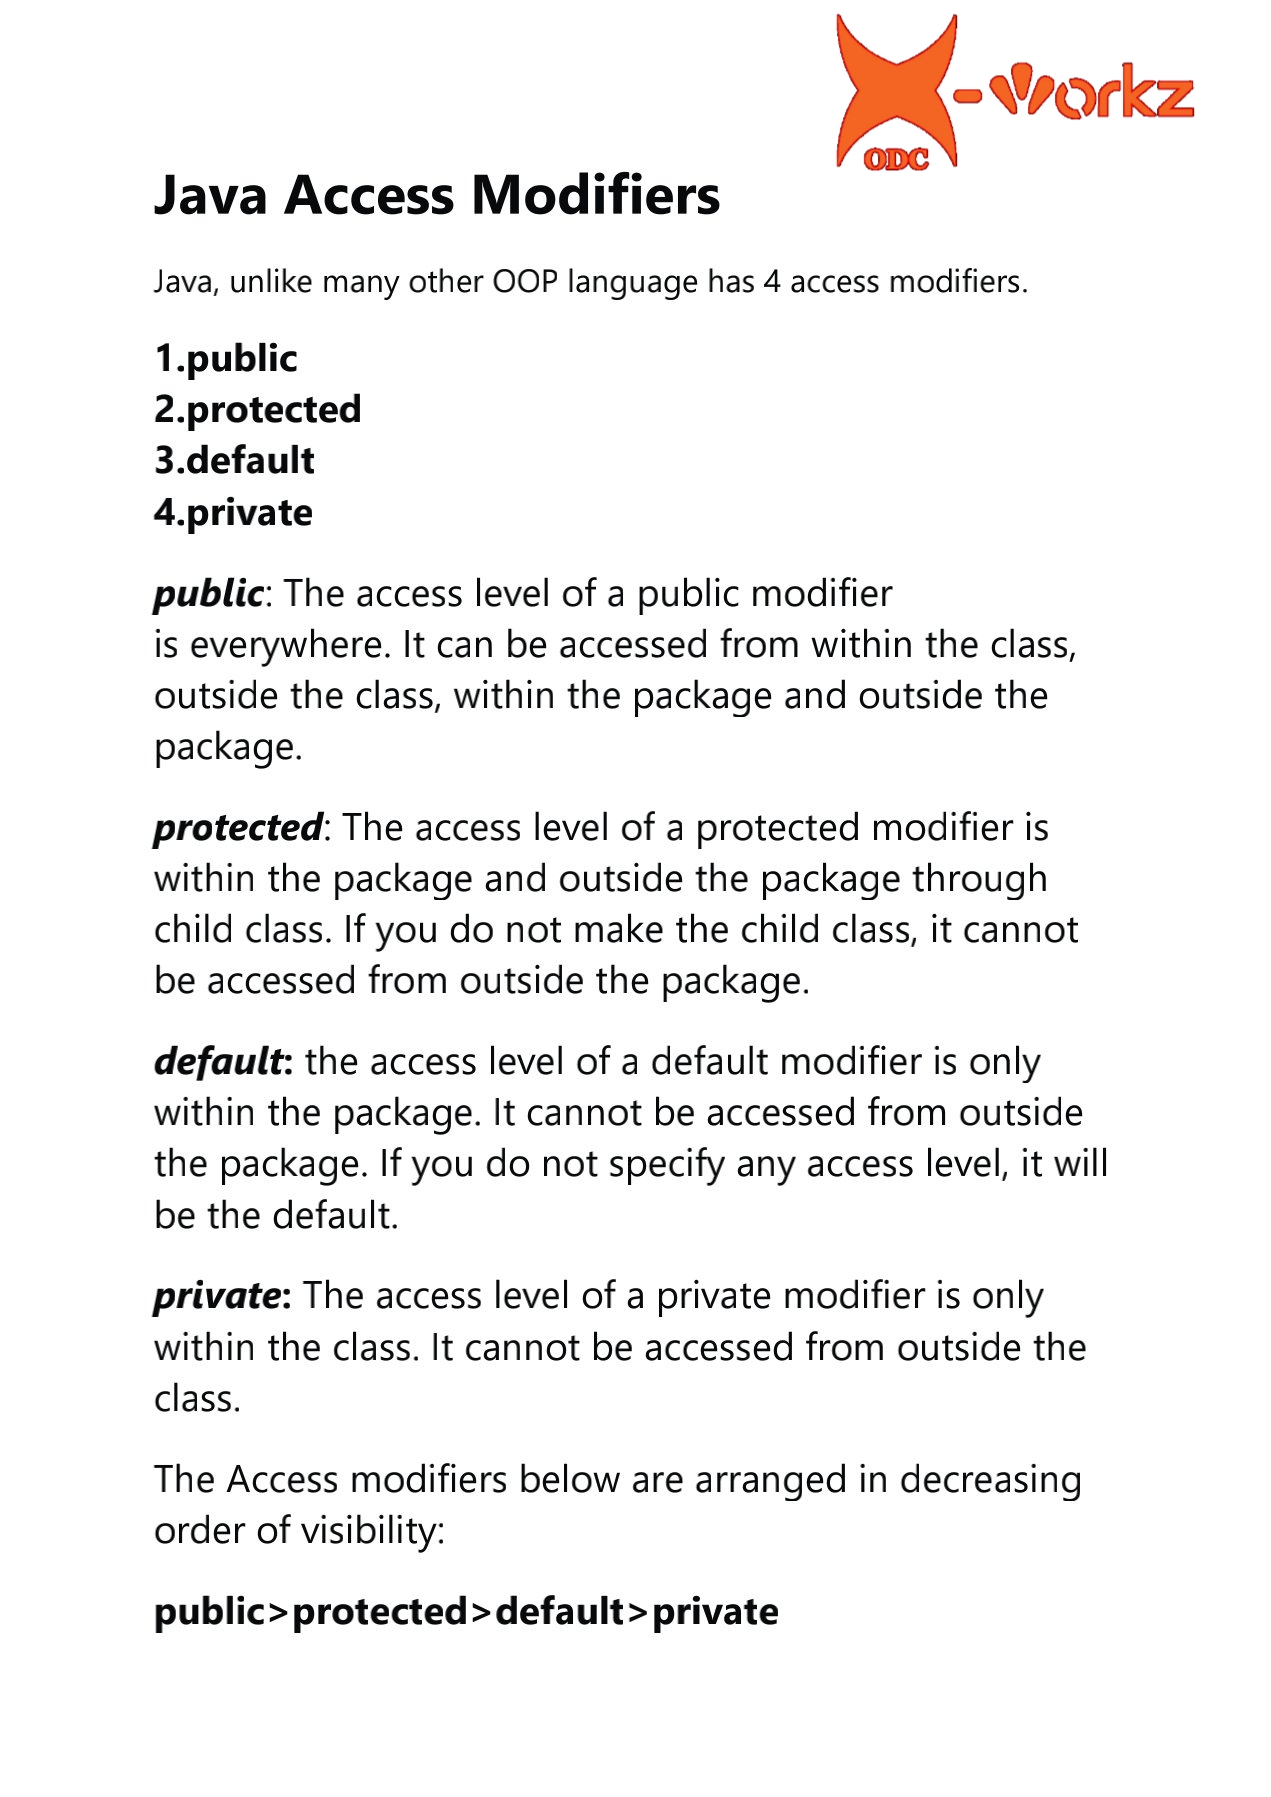 X-workz
ODC
Java Access Modifiers
Java, unlike many other OOP language has 4 access modifiers.
1.public
2.protected
3.default
4.private
public: The access level of a public modifier
is everywhere. It can be accessed from within the class,
outside the class, within the package and outside the
package.
protected: The access level of a protected modifier is
within the package and outside the package through
child class. If you do not make the child class, it cannot
be accessed from outside the package.
default: the access level of a default modifier is only
within the package. It cannot be accessed from outside
the package. If you do not specify any access level, it will
be the default.
private: The access level of a private modifier is only
within the class. It cannot be accessed from outside the
class.
The Access modifiers below are arranged in decreasing
order of visibility:
public>protected>default>private